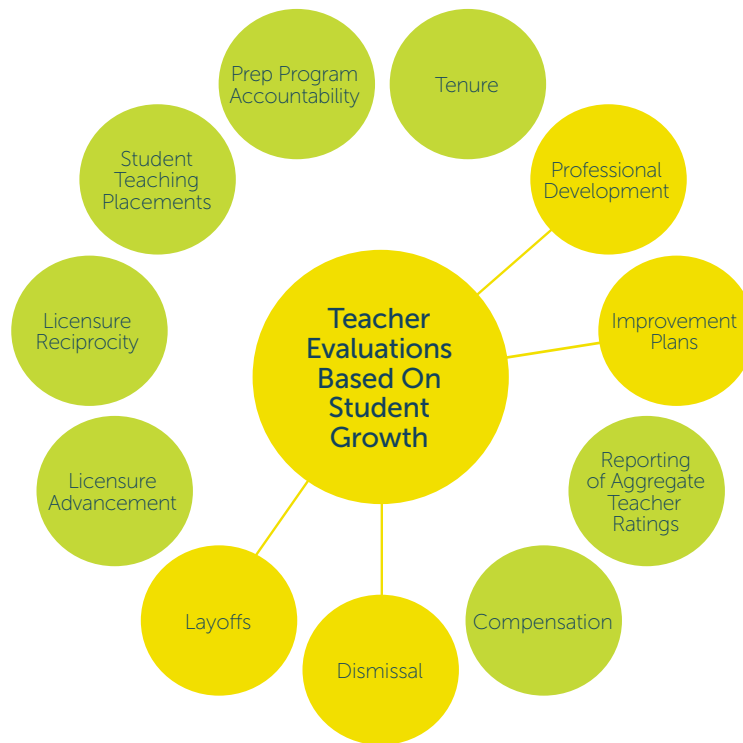 Prep Program
Accountability
Tenure
Student
Teaching
Placements
Professional
Development
Licensure
Reciprocity
Teacher
Evaluations
Based On
Student
Growth
Improvement
Plans
Licensure
Advancement
Reporting
of Aggregate
Teacher
Ratings
Layoffs
Dismissal
Compensation